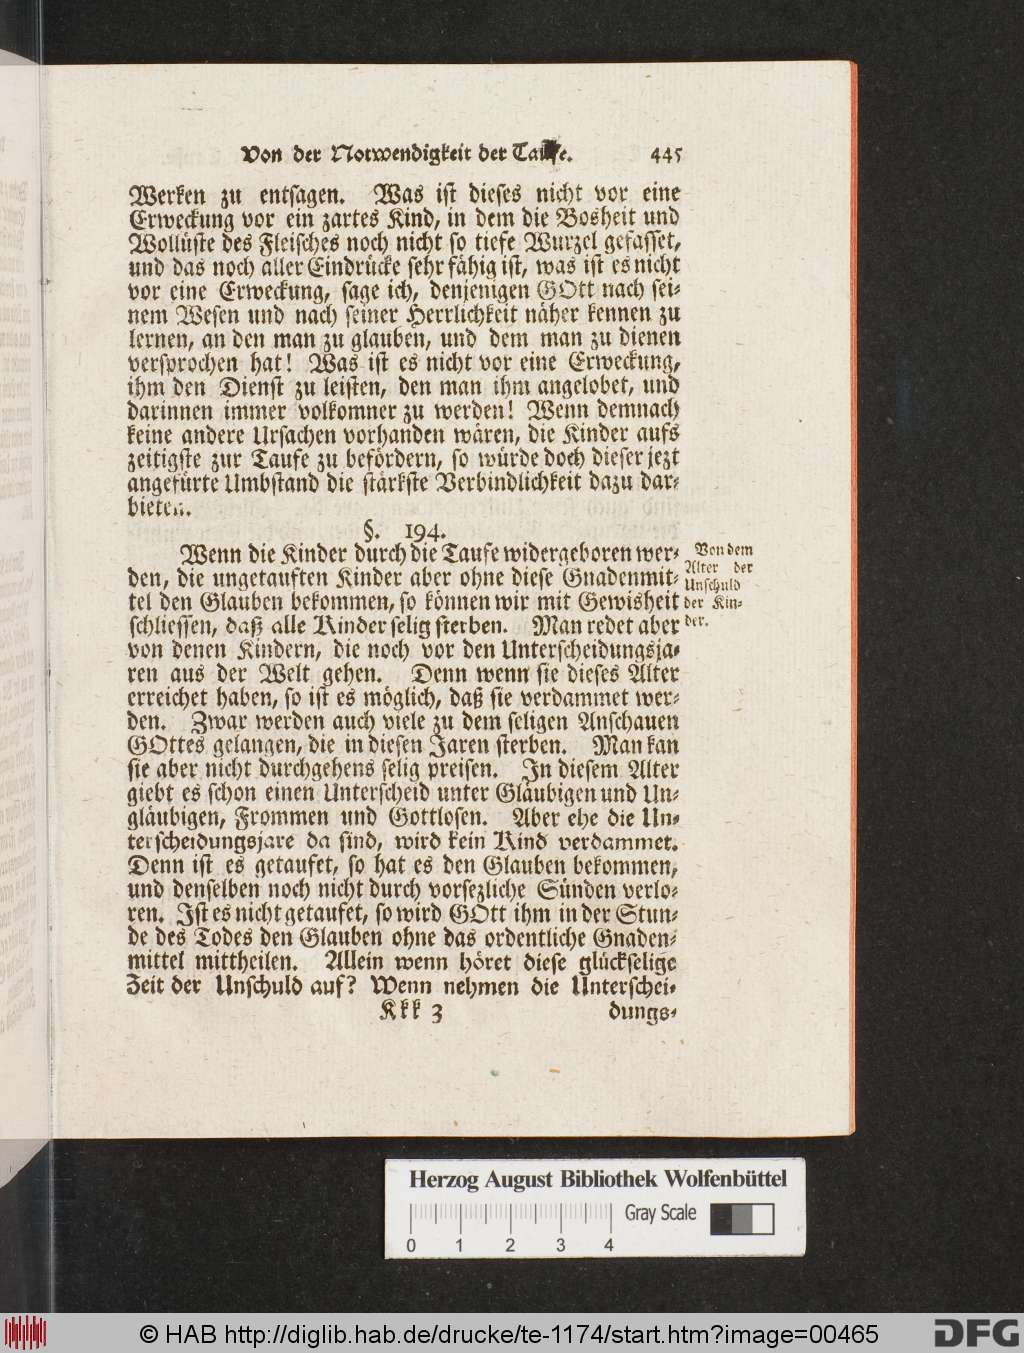 Von der Notwendigkeit der Taufe. 445
Werken zu entsagen. Was ist dieses nicht vor eine
Erweckung vor ein zartes Kind, in dem die Bosheit und
Wollüste des Fleisches noch nicht so tiefe Wurzel gefasset,
und das noch aller Eindrücke sehr fähig ist, was ist es nicht
vor eine Erweckung, sage ich, denjenigen GOtt nach sei-
nem Wesen und nach seiner Herrlichkeit näher kennen zu
lernen, an den man zu glauben, und dem man zu dienen
versprochen hat! Was ist es nicht vor eine Erweckung,
ihm den Dienst zu leisten, den man ihm angelobet, und
darinnen immer volkomner zu werden! Wenn demnach
keine andere Ursachen vorhanden wären, die Kinder aufs
zeitigste zur Taufe zu befördern, so würde doch dieser jezt
angefürte Umbstand die stärkste Verbindlichkeit dazu dar-
bieten.
§. 194.
Wenn die Kinder durch die Taufe widergeboren wer-
den, die ungetauften Kinder aber ohne diese Gnadenmit-
tel den Glauben bekommen, so können wir mit Gewisheit
schliessen, daß alle Kinder selig sterben. Man redet aber
von denen Kindern, die noch vor den Unterscheidungsja-
ren aus der Welt gehen. Denn wenn sie dieses Alter
erreichet haben, so ist es möglich, daß sie verdammet wer-
den. Zwar werden auch viele zu dem seligen Anschauen
GOttes gelangen, die in diesen Jaren sterben. Man kan
sie aber nicht durchgehens selig preisen. In diesem Alter
giebt es schon einen Unterscheid unter Gläubigen und Un-
gläubigen, Frommen und Gottlosen. Aber ehe die Un-
terscheidungsjare da sind, wird kein Kind verdammet.
Denn ist es getaufet, so hat es den Glauben bekommen,
und denselben noch nicht durch vorsezliche Sünden verlo-
ren. Ist es nicht getaufet, so wird GOtt ihm in der Stun-
de des Todes den Glauben ohne das ordentliche Gnaden-
mittel mittheilen. Allein wenn höret diese glückselige
Zeit der Unschuld auf? Wenn nehmen die Unterschei-
Kkk 3 dungs-
Von dem
Alter der
Unschuld
der Kin-
der.
Herzog August Bibliothek Wolfenbüttel
Gray Scale
0 1 2 3 4
© HAB http://diglib.hab.de/drucke/te-1174/start.htm?image=00465
DFG